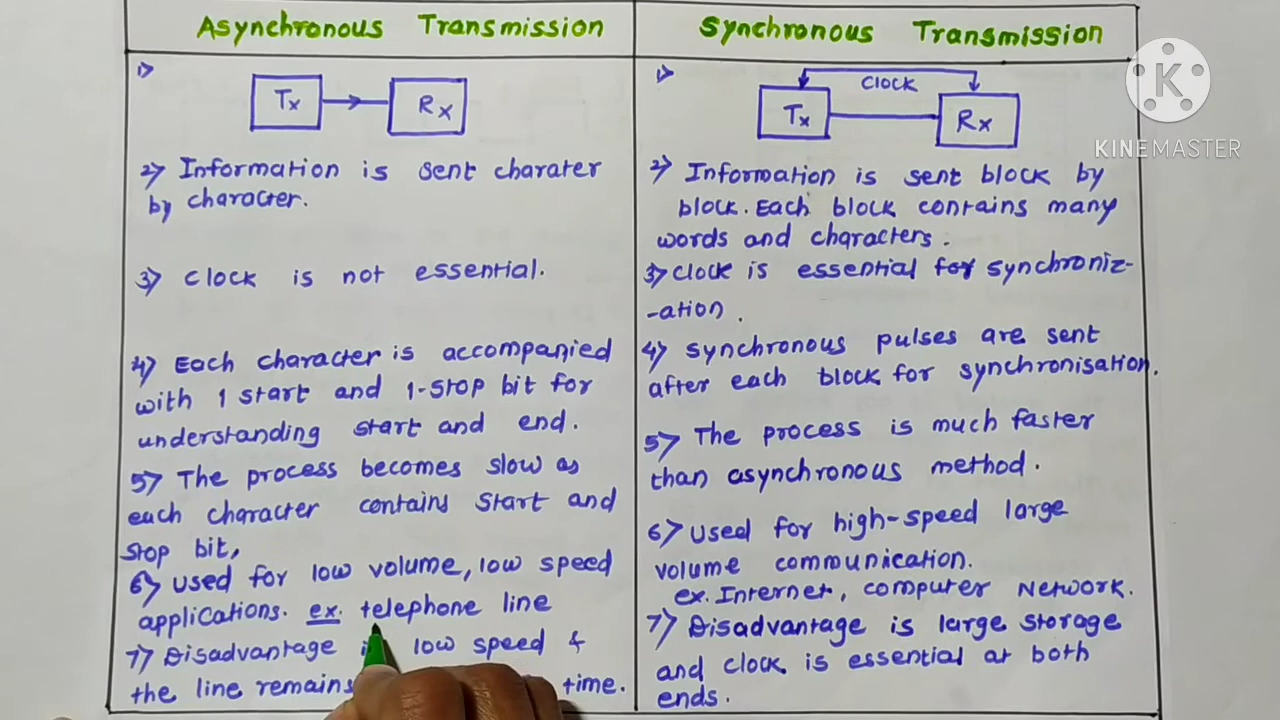 Asynchronous Transmission
1)
Tx
Rx
2) Information is sent charater
by character.
3) Clock is not essential.
4) Each character is accompanied
with 1 start and 1-stop bit for
understanding start and end.
5) The process becomes slow as
each character contains start and
stop bit,
6) used for low volume, low speed
applications. ex. telephone line
7) Disadvantage low speed &
the line remains time.
Synchronous Transmission
1)
Clock
Tx
Rx
2) Information is sent block by
block. Each block contains many
words and characters.
3) clock is essential for synchroniz-
-ation.
4) synchronous pulses are sent
after each block for synchronisation.
5) The process is much faster
than asynchronous method.
6) used for high-speed large
volume communication.
ex. Internet, computer Network.
7) Disadvantage is large storage
and clock is essential at both
ends.
K
KINEMASTER